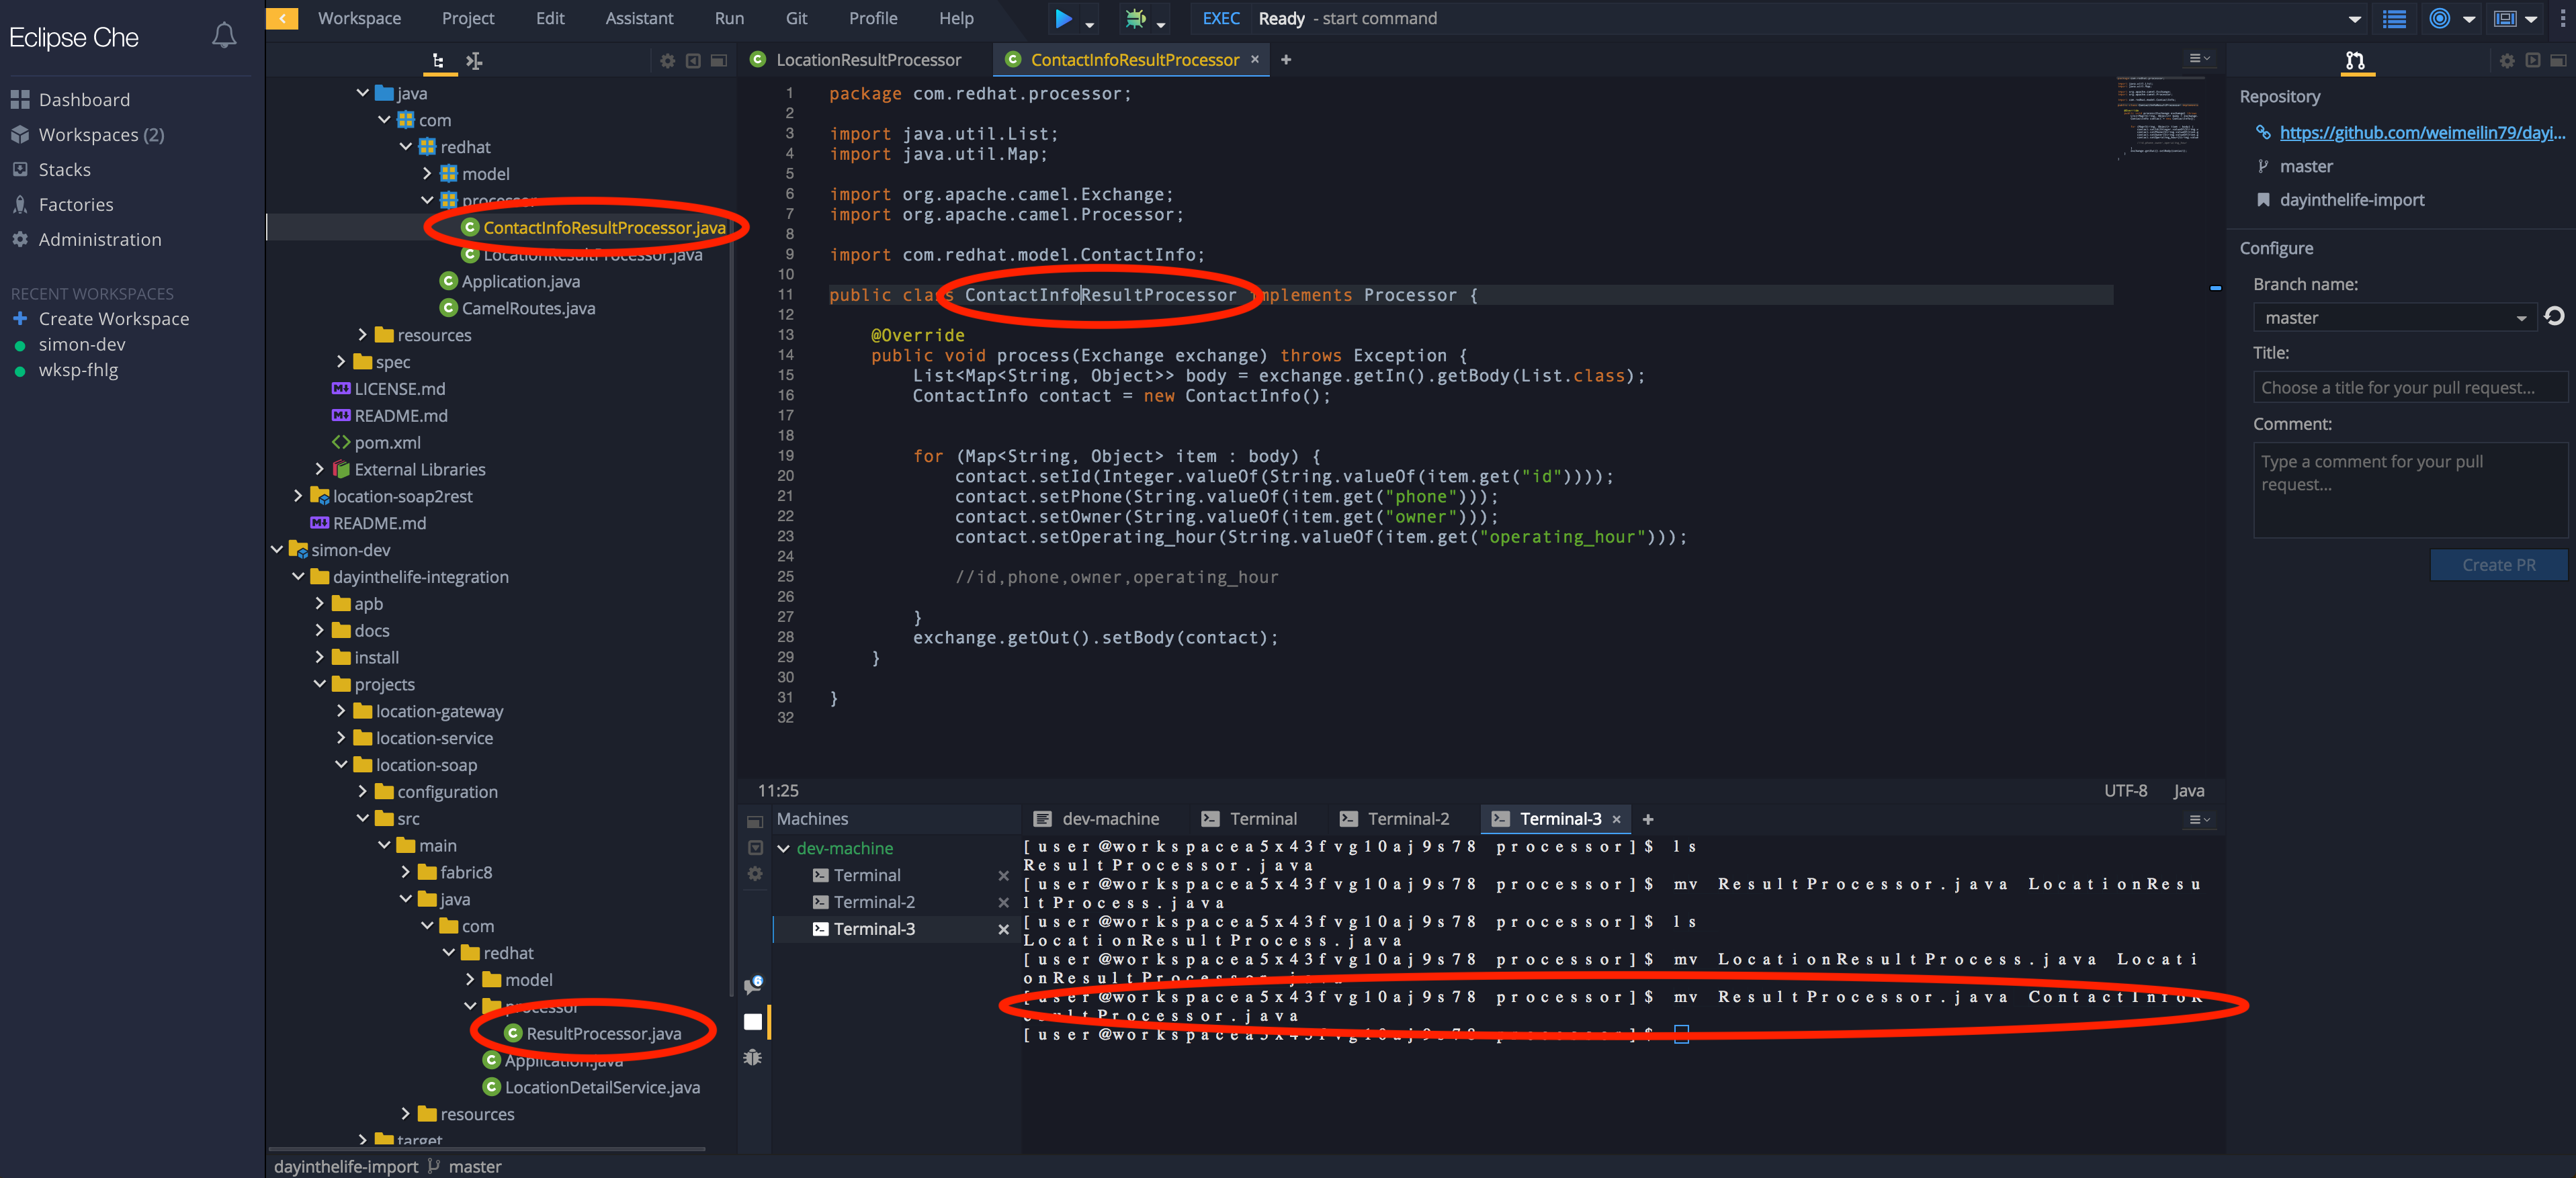 Eclipse Che
Dashboard
Workspaces (2)
Stacks
Factories
Administration
RECENT WORKSPACES
Create Workspace
simon-dev
wksp-fhlg
Workspace Project Edit Assistant Run Git Profile Help
EXEC Ready - start command
java
com
redhat
model
processor
ContactInfoResultProcessor.java
LocationResultProcessor.java
Application.java
CamelRoutes.java
resources
spec
LICENSE.md
README.md
pom.xml
External Libraries
location-soap2rest
README.md
simon-dev
dayinthelife-integration
apb
docs
install
projects
location-gateway
location-service
location-soap
configuration
src
main
fabric8
java
com
redhat
model
processor
ResultProcessor.java
Application.java
LocationDetailService.java
resources
target
dayinthelife-import master
LocationResultProcessor ContactInfoResultProcessor × +
1 package com.redhat.processor;
2
3 import java.util.List;
4 import java.util.Map;
5
6 import org.apache.camel.Exchange;
7 import org.apache.camel.Processor;
8
9 import com.redhat.model.ContactInfo;
10
11 public class ContactInfoResultProcessor implements Processor {
12
13 @Override
14 public void process(Exchange exchange) throws Exception {
15 List<Map<String, Object>> body = exchange.getIn().getBody(List.class);
16 ContactInfo contact = new ContactInfo();
17
18
19 for (Map<String, Object> item : body) {
20 contact.setId(Integer.valueOf(String.valueOf(item.get("id"))));
21 contact.setPhone(String.valueOf(item.get("phone")));
22 contact.setOwner(String.valueOf(item.get("owner")));
23 contact.setOperating_hour(String.valueOf(item.get("operating_hour")));
24
25 //id,phone,owner,operating_hour
26
27 }
28 exchange.getOut().setBody(contact);
29 }
30
31 }
32
11:25 UTF-8 Java
Machines
dev-machine
Terminal ×
Terminal-2 ×
Terminal-3 ×
6
dev-machine Terminal Terminal-2 Terminal-3 × +
[user@workspacea5x43fvgl0aj9s78 processor]$ ls
ResultProcessor.java
[user@workspacea5x43fvgl0aj9s78 processor]$ mv ResultProcessor.java LocationResu
ltProcess.java
[user@workspacea5x43fvgl0aj9s78 processor]$ ls
LocationResultProcess.java
[user@workspacea5x43fvgl0aj9s78 processor]$ mv LocationResultProcess.java Locati
onResultProcessor.java
[user@workspacea5x43fvgl0aj9s78 processor]$ mv ResultProcessor.java ContactInfoR
esultProcessor.java
[user@workspacea5x43fvgl0aj9s78 processor]$
Repository
https://github.com/weimeilin79/dayi...
master
dayinthelife-import
Configure
Branch name:
master
Title:
Choose a title for your pull request...
Comment:
Type a comment for your pull
request...
Create PR